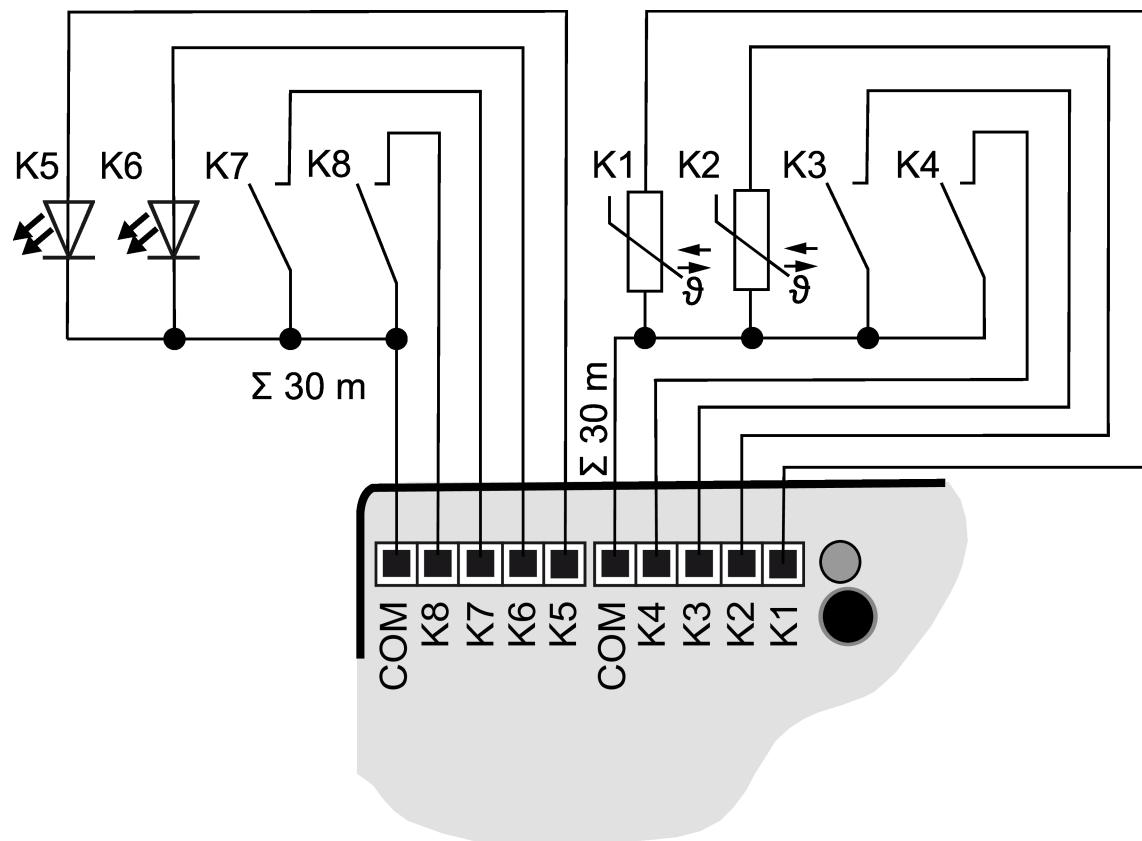 K5 K6 K7 K8 K1 K2 K3 K4
ϑ ϑ
Σ 30 m
Σ 30 m
COM K8 K7 K6 K5 COM K4 K3 K2 K1